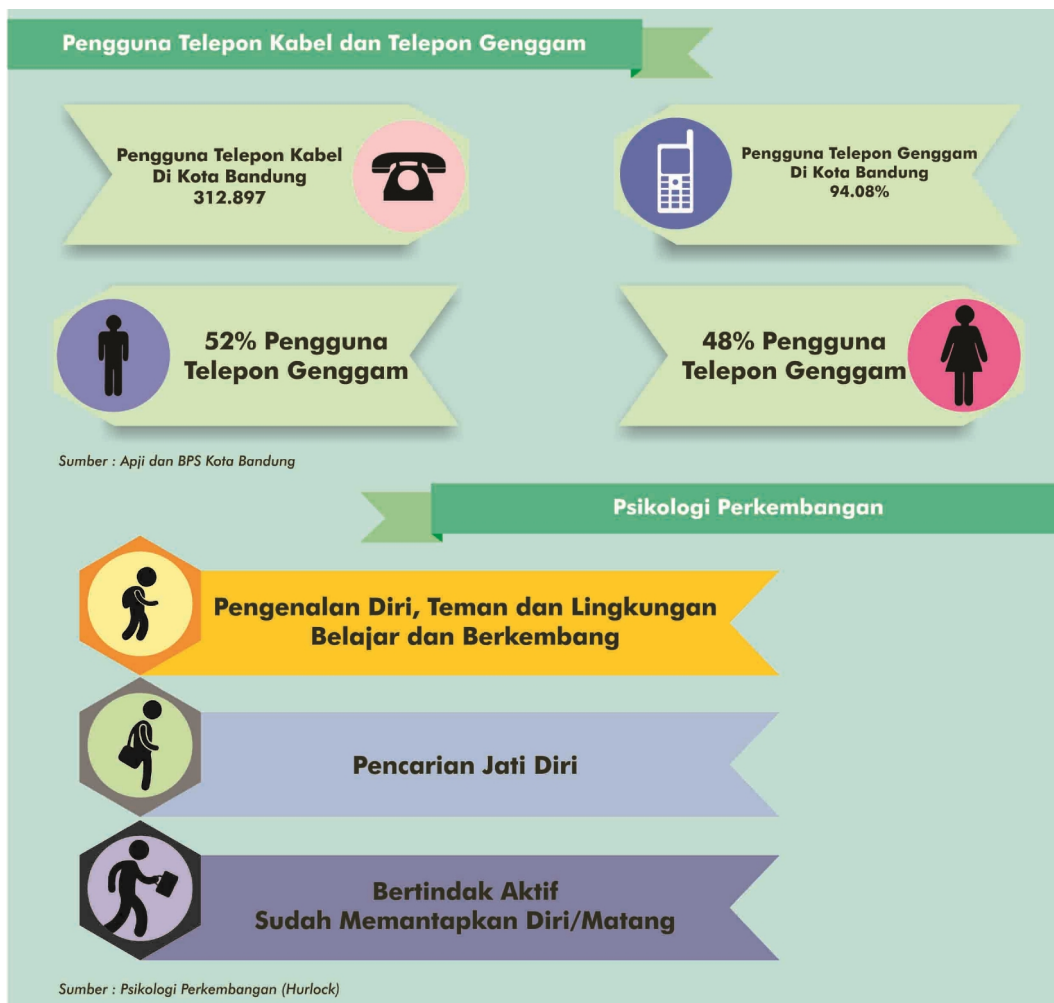 Pengguna Telepon Kabel dan Telepon Genggam
Pengguna Telepon Kabel
Di Kota Bandung
312.897
Pengguna Telepon Genggam
Di Kota Bandung
94.08%
52% Pengguna
Telepon Genggam
48% Pengguna
Telepon Genggam
Sumber : Apji dan BPS Kota Bandung
Psikologi Perkembangan
Pengenalan Diri, Teman dan Lingkungan
Belajar dan Berkembang
Pencarian Jati Diri
Bertindak Aktif
Sudah Memantapkan Diri/Matang
Sumber : Psikologi Perkembangan (Hurlock)